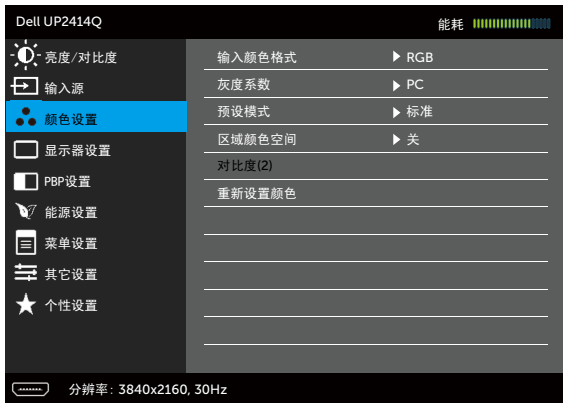 Dell UP2414Q 能耗
亮度/对比度
输入源
颜色设置
显示器设置
PBP设置
能源设置
菜单设置
其它设置
个性设置
输入颜色格式 RGB
灰度系数 PC
预设模式 标准
区域颜色空间 关
对比度(2)
重新设置颜色
分辨率: 3840x2160, 30Hz